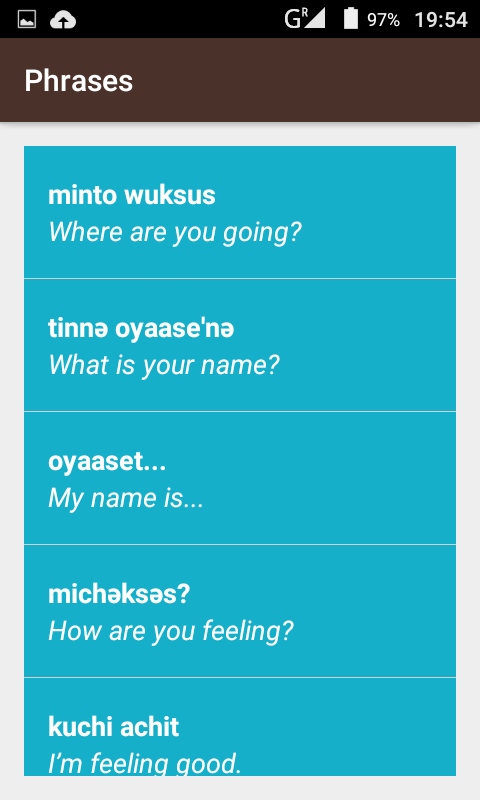 GR 97% 19:54
Phrases
minto wuksus
Where are you going?
tinnə oyaase'nə
What is your name?
oyaaset...
My name is...
michəksəs?
How are you feeling?
kuchi achit
I’m feeling good.